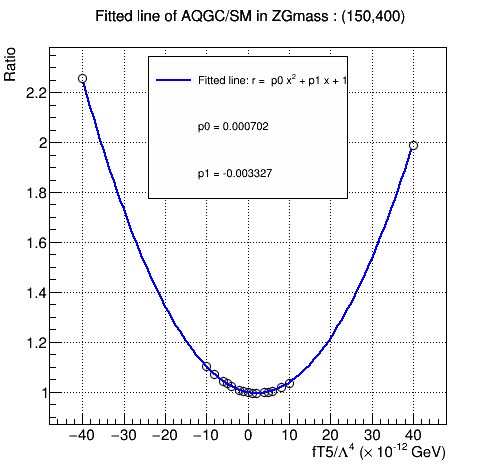 Fitted line of AQGC/SM in ZGmass : (150,400)
Ratio
Fitted line: r = p0 x² + p1 x + 1
p0 = 0.000702
p1 = -0.003327
2.2
2
1.8
1.6
1.4
1.2
1
−40 −30 −20 −10 0 10 20 30 40
fT5/Λ⁴ (× 10⁻¹² GeV)